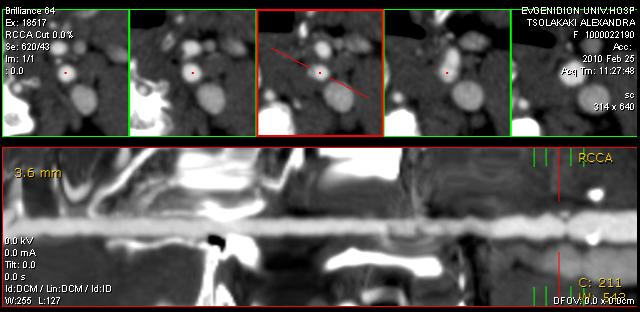 Brilliance 64
Ex: 18517
RCCA Cut 0.0%
Se: 620/43
Im: 1/1
: 0.0
EVGENIDION UNIV.HOSP
TSOLAKAKI ALEXANDRA
F 1000022190
Acc:
2010 Feb 25
Acq Trn: 11:27:48
sc
314 x 640
3.6 mm
RCCA
0.0 kV
0.0 mA
Tilt: 0.0
0.0 s
Id:DCM / Lin:DCM / Id:ID
W:255 L:127
C: 211
DFOV: 0.0 x 0.0cm